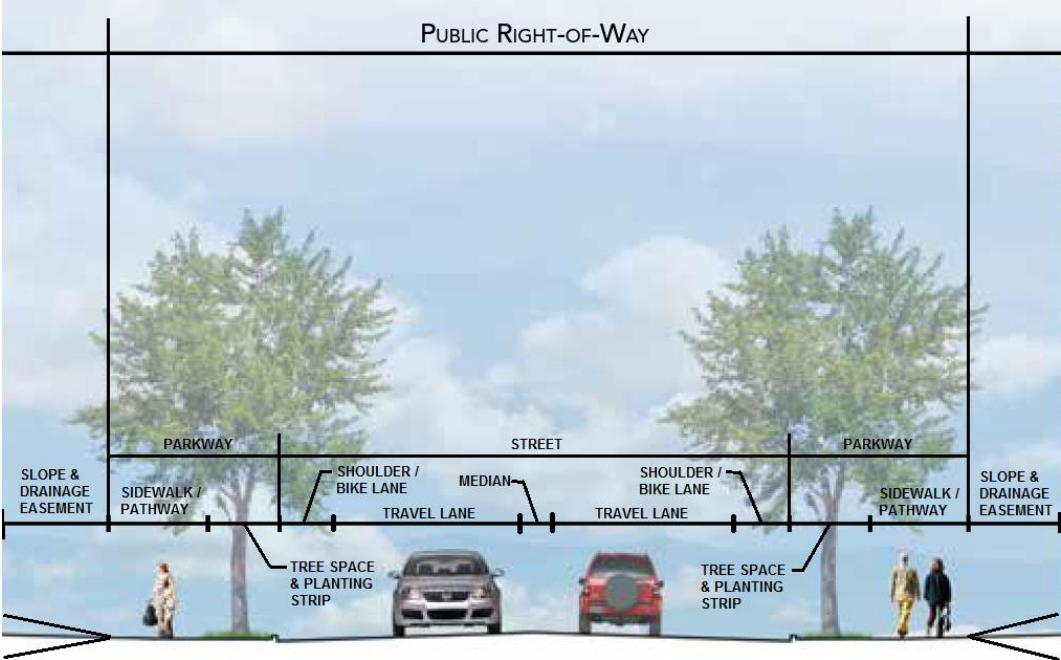 PUBLIC RIGHT-OF-WAY
PARKWAY
STREET
PARKWAY
SLOPE &
DRAINAGE
EASEMENT
SIDEWALK /
PATHWAY
SHOULDER /
BIKE LANE
MEDIAN
SHOULDER /
BIKE LANE
SIDEWALK /
PATHWAY
SLOPE &
DRAINAGE
EASEMENT
TRAVEL LANE
TRAVEL LANE
TREE SPACE
& PLANTING
STRIP
TREE SPACE
& PLANTING
STRIP